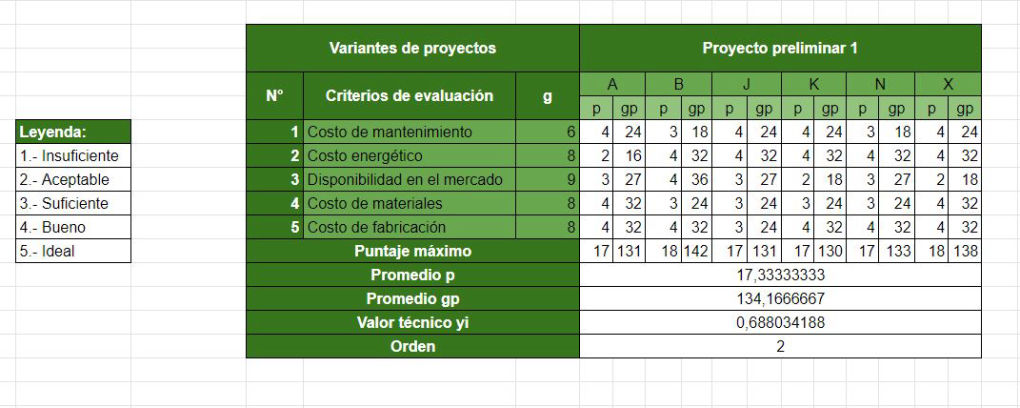 Variantes de proyectos Proyecto preliminar 1
N° Criterios de evaluación g A B J K N X
p gp p gp p gp p gp p gp p gp
Leyenda: 1 Costo de mantenimiento 6 4 24 3 18 4 24 4 24 3 18 4 24
1.- Insuficiente 2 Costo energético 8 2 16 4 32 4 32 4 32 4 32 4 32
2.- Aceptable 3 Disponibilidad en el mercado 9 3 27 4 36 3 27 2 18 3 27 2 18
3.- Suficiente 4 Costo de materiales 8 4 32 3 24 3 24 3 24 3 24 4 32
4.- Bueno 5 Costo de fabricación 8 4 32 4 32 3 24 4 32 4 32 4 32
5.- Ideal Puntaje máximo 17 131 18 142 17 131 17 130 17 133 18 138
Promedio p 17,33333333
Promedio gp 134,1666667
Valor técnico yi 0,688034188
Orden 2